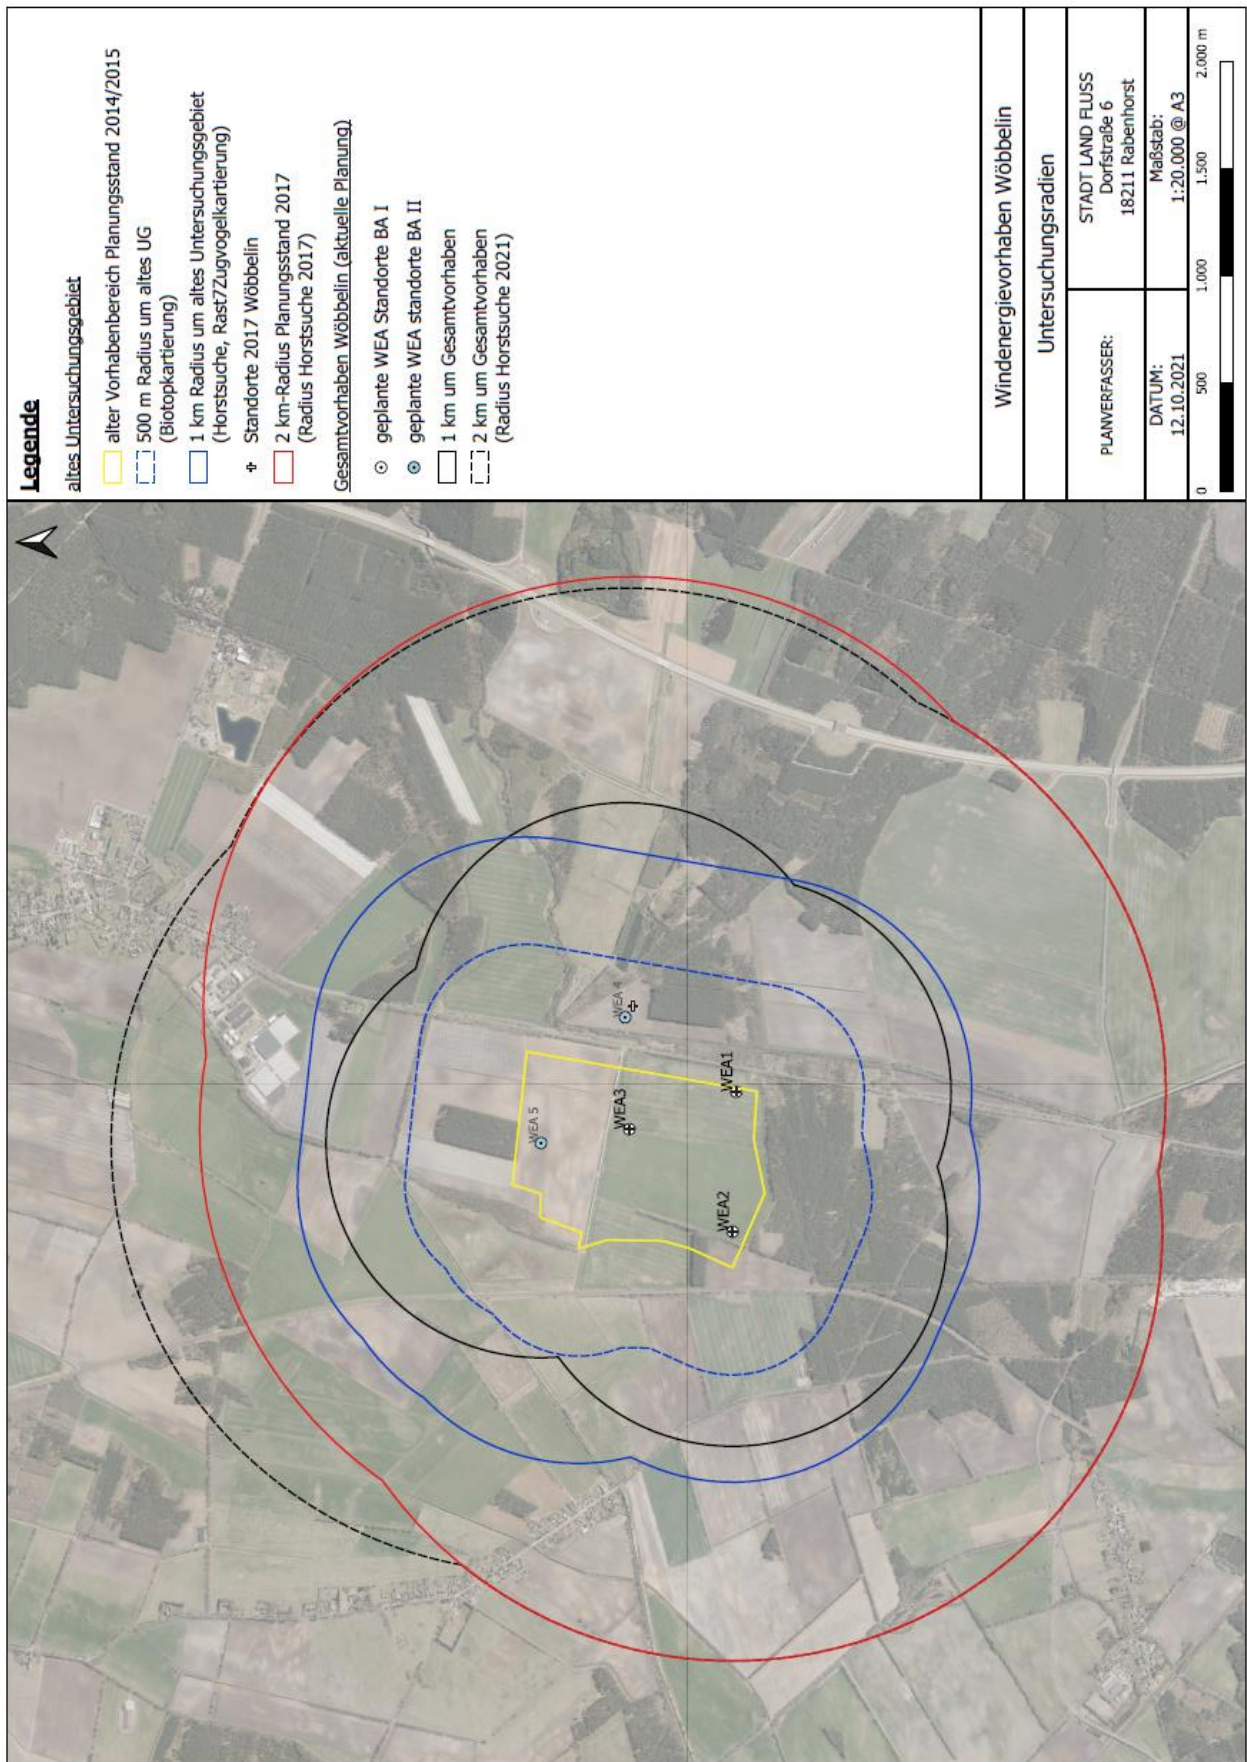 Legende
altes Untersuchungsgebiet
alter Vorhabenbereich Planungsstand 2014/2015
500 m Radius um altes UG
(Biotopkartierung)
1 km Radius um altes Untersuchungsgebiet
(Horstsuche, Rast7Zugvogelkartierung)
Standorte 2017 Wöbbelin
2 km-Radius Planungsstand 2017
(Radius Horstsuche 2017)
Gesamtvorhaben Wöbbelin (aktuelle Planung)
geplante WEA Standorte BA I
geplante WEA standorte BA II
1 km um Gesamtvorhaben
2 km um Gesamtvorhaben
(Radius Horstsuche 2021)
Windenergievorhaben Wöbbelin
Untersuchungsradien
PLANVERFASSER:
STADT LAND FLUSS
Dorfstraße 6
18211 Rabenhorst
DATUM:
12.10.2021
Maßstab:
1:20.000 @ A3
0 500 1.000 1.500 2.000 m
WEA 5
WEA 4
WEA3
WEA1
WEA2